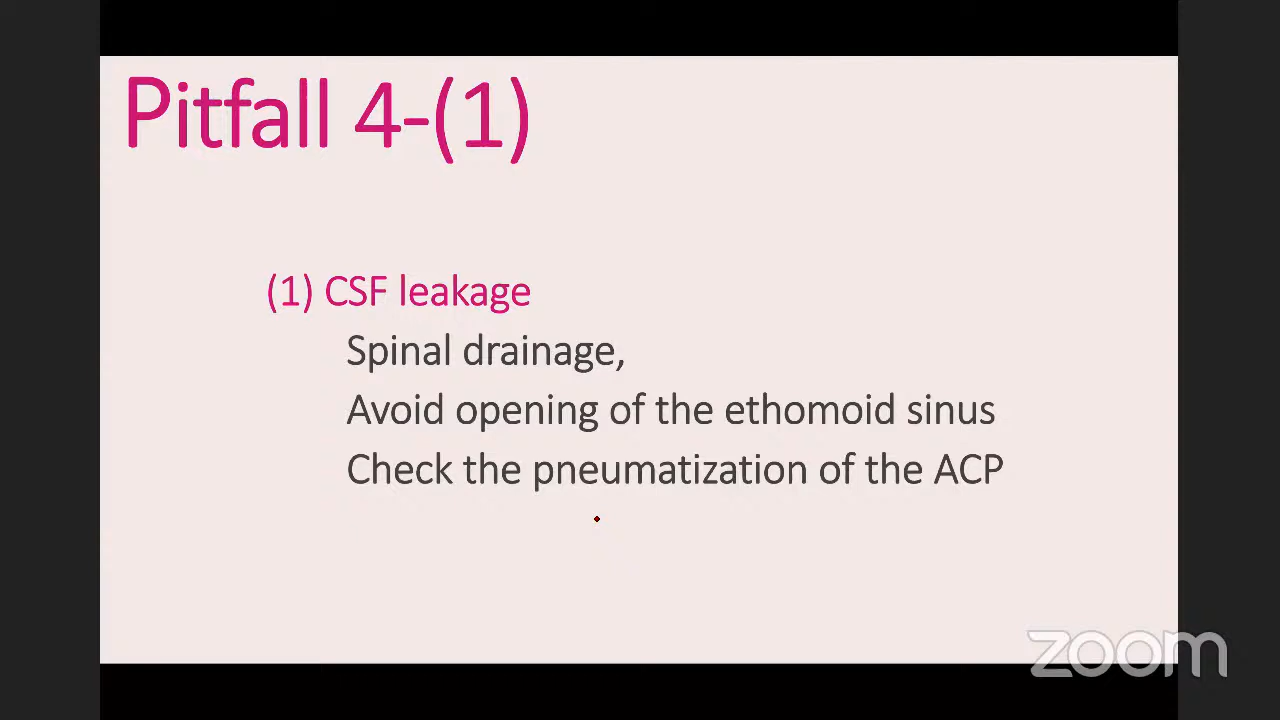 Pitfall 4-(1)
(1) CSF leakage
Spinal drainage,
Avoid opening of the ethomoid sinus
Check the pneumatization of the ACP
zoom